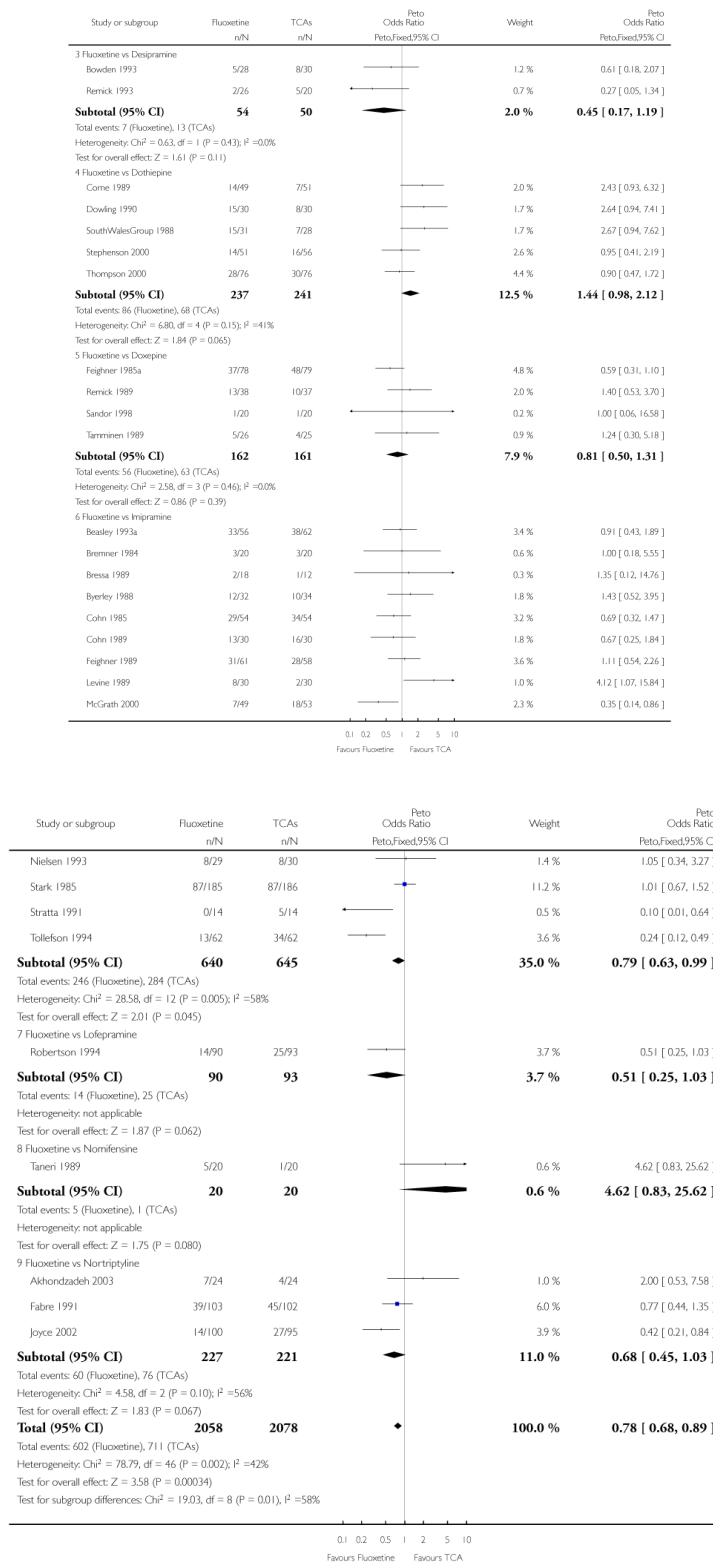 Peto Peto
Study or subgroup Fluoxetine TCAs Odds Ratio Weight Odds Ratio
n/N n/N Peto,Fixed,95% CI Peto,Fixed,95% CI
3 Fluoxetine vs Desipramine
Bowden 1993 5/28 8/30 1.2 % 0.61 [ 0.18, 2.07 ]
Remick 1993 2/26 5/20 0.7 % 0.27 [ 0.05, 1.34 ]
Subtotal (95% CI) 54 50 2.0 % 0.45 [ 0.17, 1.19 ]
Total events: 7 (Fluoxetine), 13 (TCAs)
Heterogeneity: Chi² = 0.63, df = 1 (P = 0.43); I² =0.0%
Test for overall effect: Z = 1.61 (P = 0.11)
4 Fluoxetine vs Dothiepine
Corne 1989 14/49 7/51 2.0 % 2.43 [ 0.93, 6.32 ]
Dowling 1990 15/30 8/30 1.7 % 2.64 [ 0.94, 7.41 ]
SouthWalesGroup 1988 15/31 7/28 1.7 % 2.67 [ 0.94, 7.62 ]
Stephenson 2000 14/51 16/56 2.6 % 0.95 [ 0.41, 2.19 ]
Thompson 2000 28/76 30/76 4.4 % 0.90 [ 0.47, 1.72 ]
Subtotal (95% CI) 237 241 12.5 % 1.44 [ 0.98, 2.12 ]
Total events: 86 (Fluoxetine), 68 (TCAs)
Heterogeneity: Chi² = 6.80, df = 4 (P = 0.15); I² =41%
Test for overall effect: Z = 1.84 (P = 0.065)
5 Fluoxetine vs Doxepine
Feighner 1985a 37/78 48/79 4.8 % 0.59 [ 0.31, 1.10 ]
Remick 1989 13/38 10/37 2.0 % 1.40 [ 0.53, 3.70 ]
Sandor 1998 1/20 1/20 0.2 % 1.00 [ 0.06, 16.58 ]
Tamminen 1989 5/26 4/25 0.9 % 1.24 [ 0.30, 5.18 ]
Subtotal (95% CI) 162 161 7.9 % 0.81 [ 0.50, 1.31 ]
Total events: 56 (Fluoxetine), 63 (TCAs)
Heterogeneity: Chi² = 2.58, df = 3 (P = 0.46); I² =0.0%
Test for overall effect: Z = 0.86 (P = 0.39)
6 Fluoxetine vs Imipramine
Beasley 1993a 33/56 38/62 3.4 % 0.91 [ 0.43, 1.89 ]
Bremner 1984 3/20 3/20 0.6 % 1.00 [ 0.18, 5.55 ]
Bressa 1989 2/18 1/12 0.3 % 1.35 [ 0.12, 14.76 ]
Byerley 1988 12/32 10/34 1.8 % 1.43 [ 0.52, 3.95 ]
Cohn 1985 29/54 34/54 3.2 % 0.69 [ 0.32, 1.47 ]
Cohn 1989 13/30 16/30 1.8 % 0.67 [ 0.25, 1.84 ]
Feighner 1989 31/61 28/58 3.6 % 1.11 [ 0.54, 2.26 ]
Levine 1989 8/30 2/30 1.0 % 4.12 [ 1.07, 15.84 ]
McGrath 2000 7/49 18/53 2.3 % 0.35 [ 0.14, 0.86 ]
0.1 0.2 0.5 1 2 5 10
Favours Fluoxetine Favours TCA
Peto Peto
Study or subgroup Fluoxetine TCAs Odds Ratio Weight Odds Ratio
n/N n/N Peto,Fixed,95% CI Peto,Fixed,95% C
Nielsen 1993 8/29 8/30 1.4 % 1.05 [ 0.34, 3.27 ]
Stark 1985 87/185 87/186 11.2 % 1.01 [ 0.67, 1.52 ]
Stratta 1991 0/14 5/14 0.5 % 0.10 [ 0.01, 0.64 ]
Tollefson 1994 13/62 34/62 3.6 % 0.24 [ 0.12, 0.49 ]
Subtotal (95% CI) 640 645 35.0 % 0.79 [ 0.63, 0.99 ]
Total events: 246 (Fluoxetine), 284 (TCAs)
Heterogeneity: Chi² = 28.58, df = 12 (P = 0.005); I² =58%
Test for overall effect: Z = 2.01 (P = 0.045)
7 Fluoxetine vs Lofepramine
Robertson 1994 14/90 25/93 3.7 % 0.51 [ 0.25, 1.03 ]
Subtotal (95% CI) 90 93 3.7 % 0.51 [ 0.25, 1.03 ]
Total events: 14 (Fluoxetine), 25 (TCAs)
Heterogeneity: not applicable
Test for overall effect: Z = 1.87 (P = 0.062)
8 Fluoxetine vs Nomifensine
Taneri 1989 5/20 1/20 0.6 % 4.62 [ 0.83, 25.62 ]
Subtotal (95% CI) 20 20 0.6 % 4.62 [ 0.83, 25.62 ]
Total events: 5 (Fluoxetine), 1 (TCAs)
Heterogeneity: not applicable
Test for overall effect: Z = 1.75 (P = 0.080)
9 Fluoxetine vs Nortriptyline
Akhondzadeh 2003 7/24 4/24 1.0 % 2.00 [ 0.53, 7.58 ]
Fabre 1991 39/103 45/102 6.0 % 0.77 [ 0.44, 1.35 ]
Joyce 2002 14/100 27/95 3.9 % 0.42 [ 0.21, 0.84 ]
Subtotal (95% CI) 227 221 11.0 % 0.68 [ 0.45, 1.03 ]
Total events: 60 (Fluoxetine), 76 (TCAs)
Heterogeneity: Chi² = 4.58, df = 2 (P = 0.10); I² =56%
Test for overall effect: Z = 1.83 (P = 0.067)
Total (95% CI) 2058 2078 100.0 % 0.78 [ 0.68, 0.89 ]
Total events: 602 (Fluoxetine), 711 (TCAs)
Heterogeneity: Chi² = 78.79, df = 46 (P = 0.002); I² =42%
Test for overall effect: Z = 3.58 (P = 0.00034)
Test for subgroup differences: Chi² = 19.03, df = 8 (P = 0.01), I² =58%
0.1 0.2 0.5 1 2 5 10
Favours Fluoxetine Favours TCA